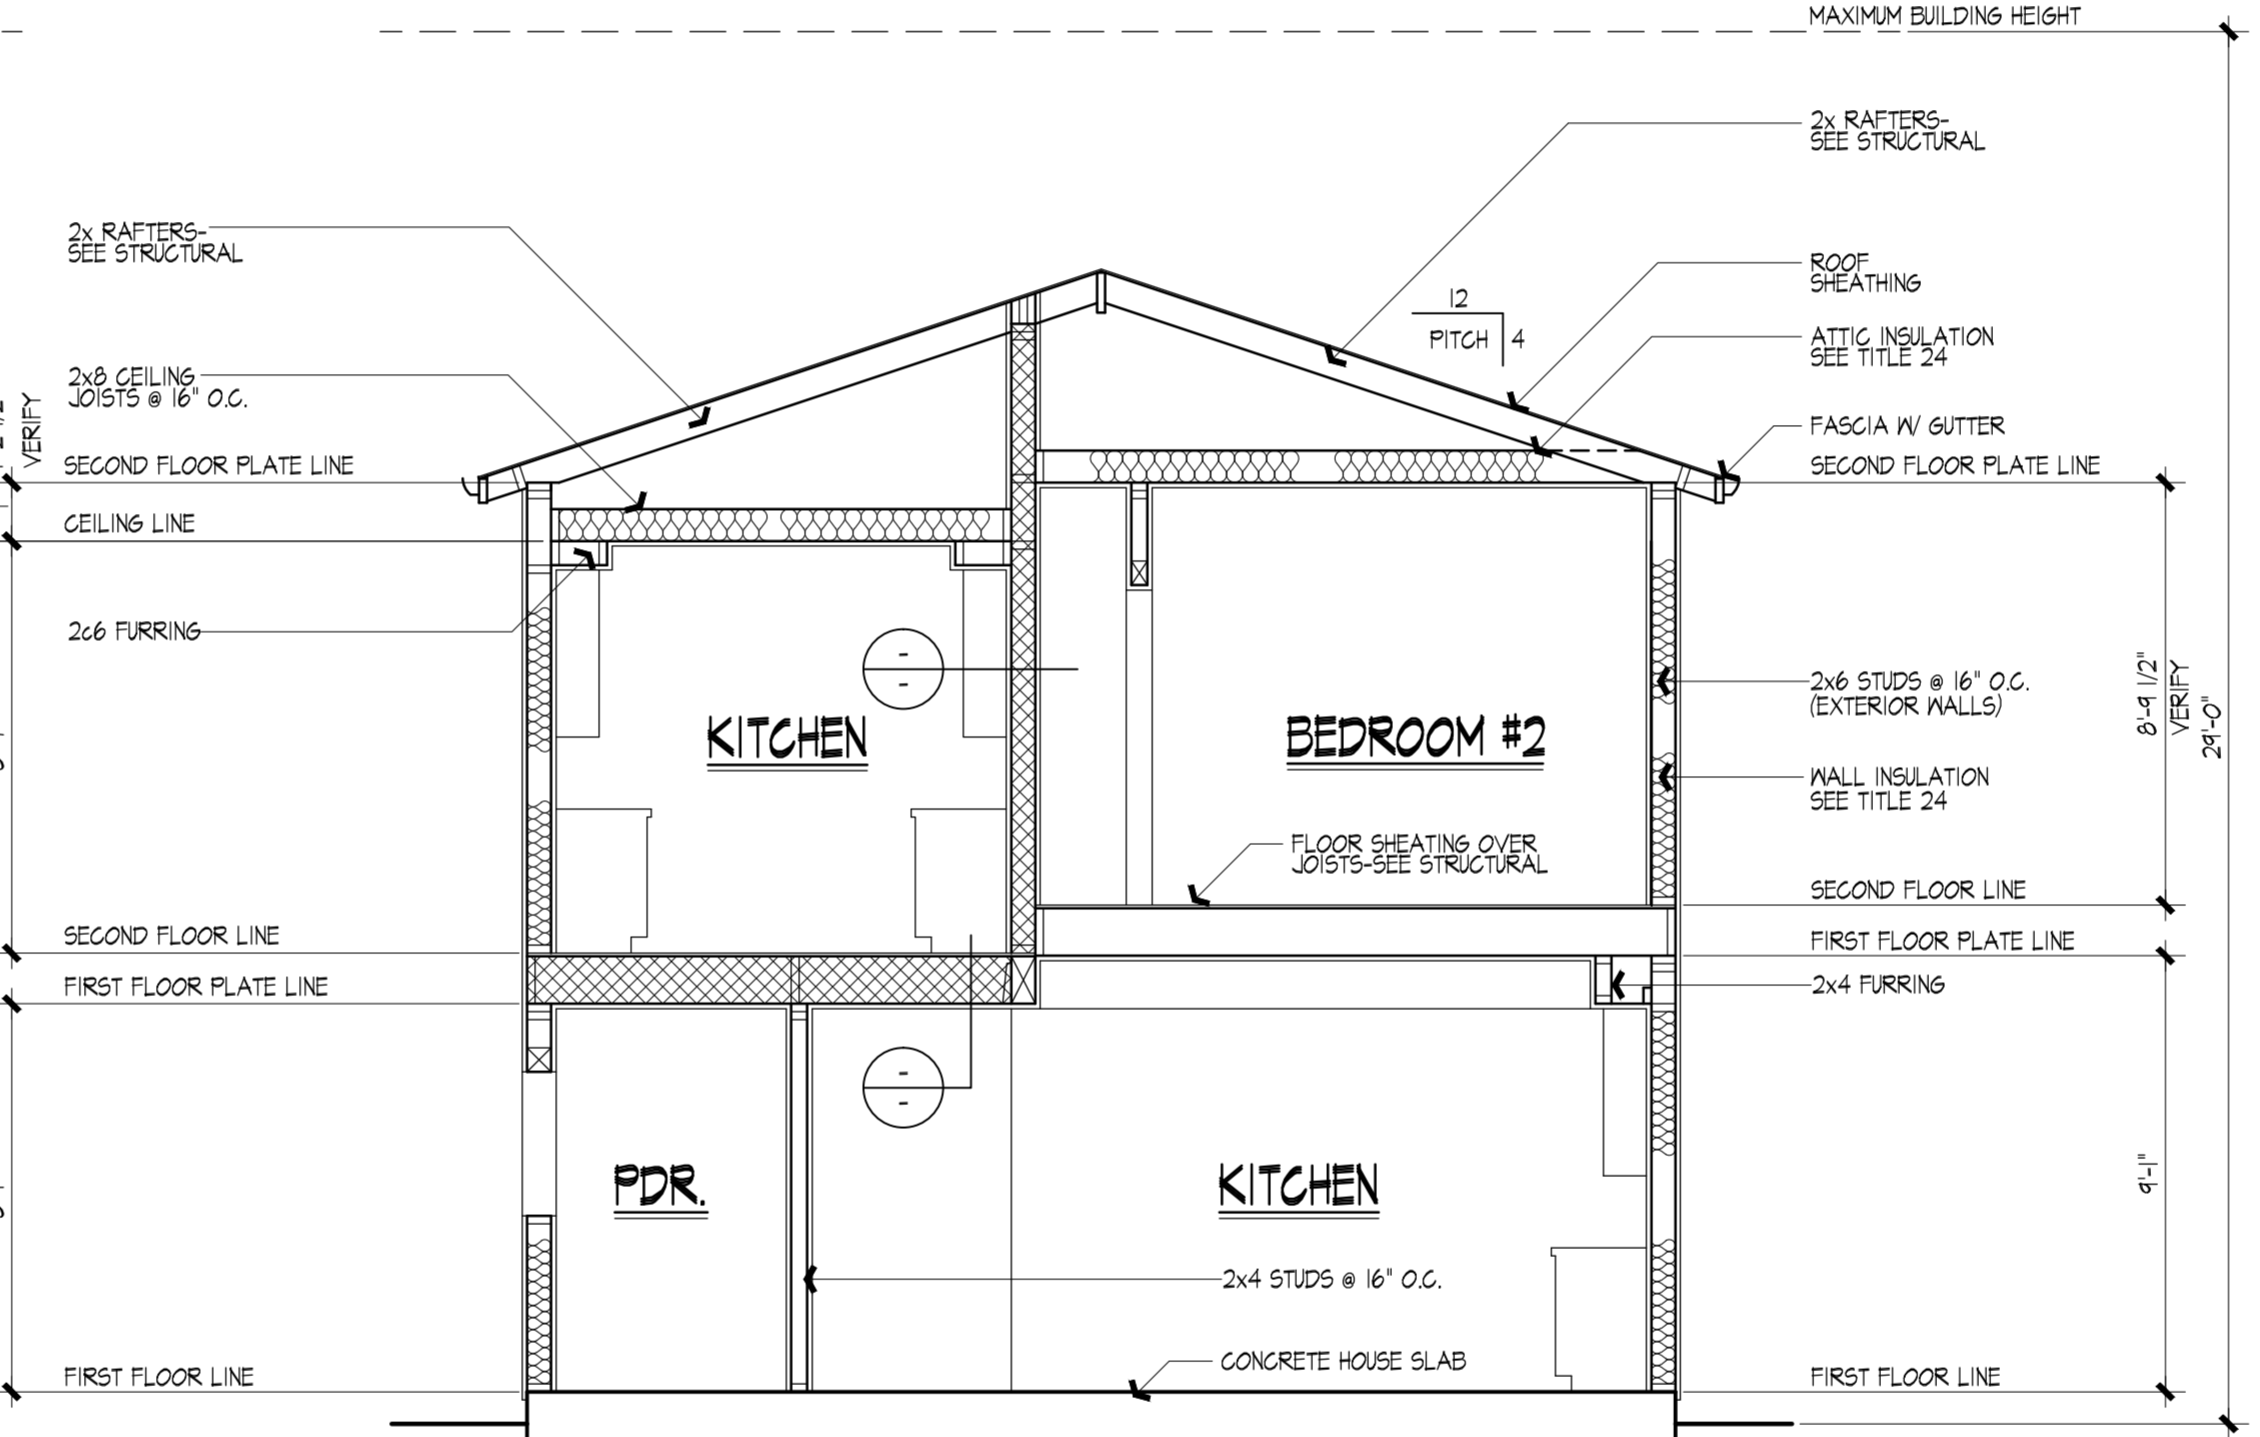 MAXIMUM BUILDING HEIGHT
2x RAFTERS-
SEE STRUCTURAL
2x RAFTERS-
SEE STRUCTURAL
ROOF
SHEATHING
12
PITCH 4
ATTIC INSULATION
SEE TITLE 24
2x8 CEILING
JOISTS @ 16" O.C.
VERIFY
FASCIA W/ GUTTER
SECOND FLOOR PLATE LINE
SECOND FLOOR PLATE LINE
CEILING LINE
2c6 FURRING
KITCHEN
BEDROOM #2
2x6 STUDS @ 16" O.C.
(EXTERIOR WALLS)
8'-9 1/2"
VERIFY
29'-0"
WALL INSULATION
SEE TITLE 24
FLOOR SHEATING OVER
JOISTS-SEE STRUCTURAL
SECOND FLOOR LINE
SECOND FLOOR LINE
FIRST FLOOR PLATE LINE
FIRST FLOOR PLATE LINE
2x4 FURRING
PDR.
KITCHEN
9'-1"
2x4 STUDS @ 16" O.C.
CONCRETE HOUSE SLAB
FIRST FLOOR LINE
FIRST FLOOR LINE